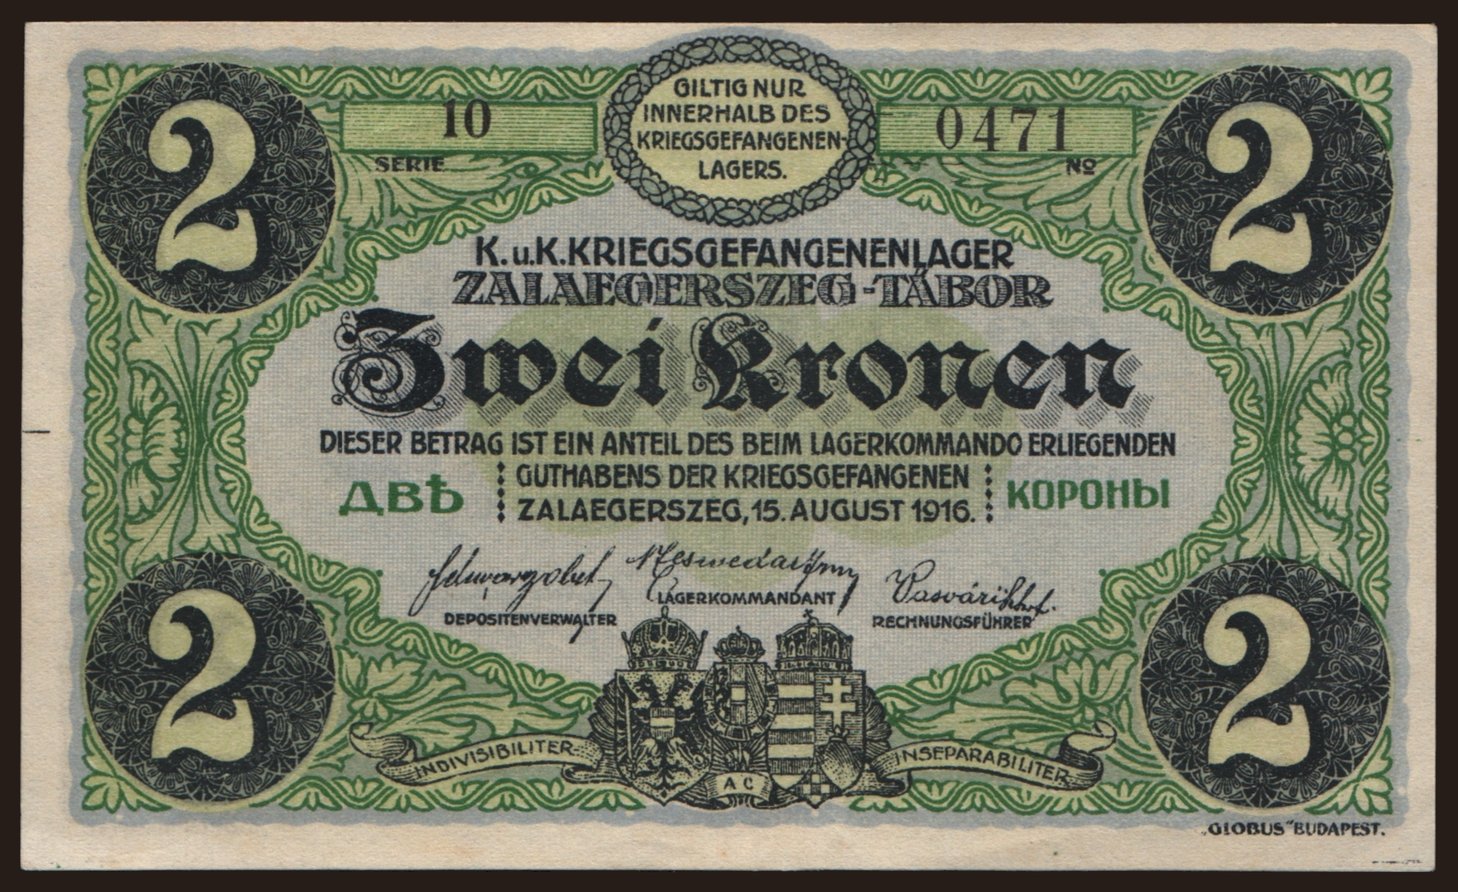 2
10
SERIE
GILTIG NUR
INNERHALB DES
KRIEGSGEFANGENEN-
LAGERS.
0471
No
2
K. u. K. KRIEGSGEFANGENENLAGER
ZALAEGERSZEG-TÁBOR
Zwei Kronen
DIESER BETRAG IST EIN ANTEIL DES BEIM LAGERKOMMANDO ERLIEGENDEN
GUTHABENS DER KRIEGSGEFANGENEN
ДВѢ
ZALAEGERSZEG, 15. AUGUST 1916.
КОРОНЫ
DEPOSITENVERWALTER
LAGERKOMMANDANT
RECHNUNGSFÜHRER
2
INDIVISIBILITER
AC
INSEPARABILITER
2
„GLOBUS“ BUDAPEST.